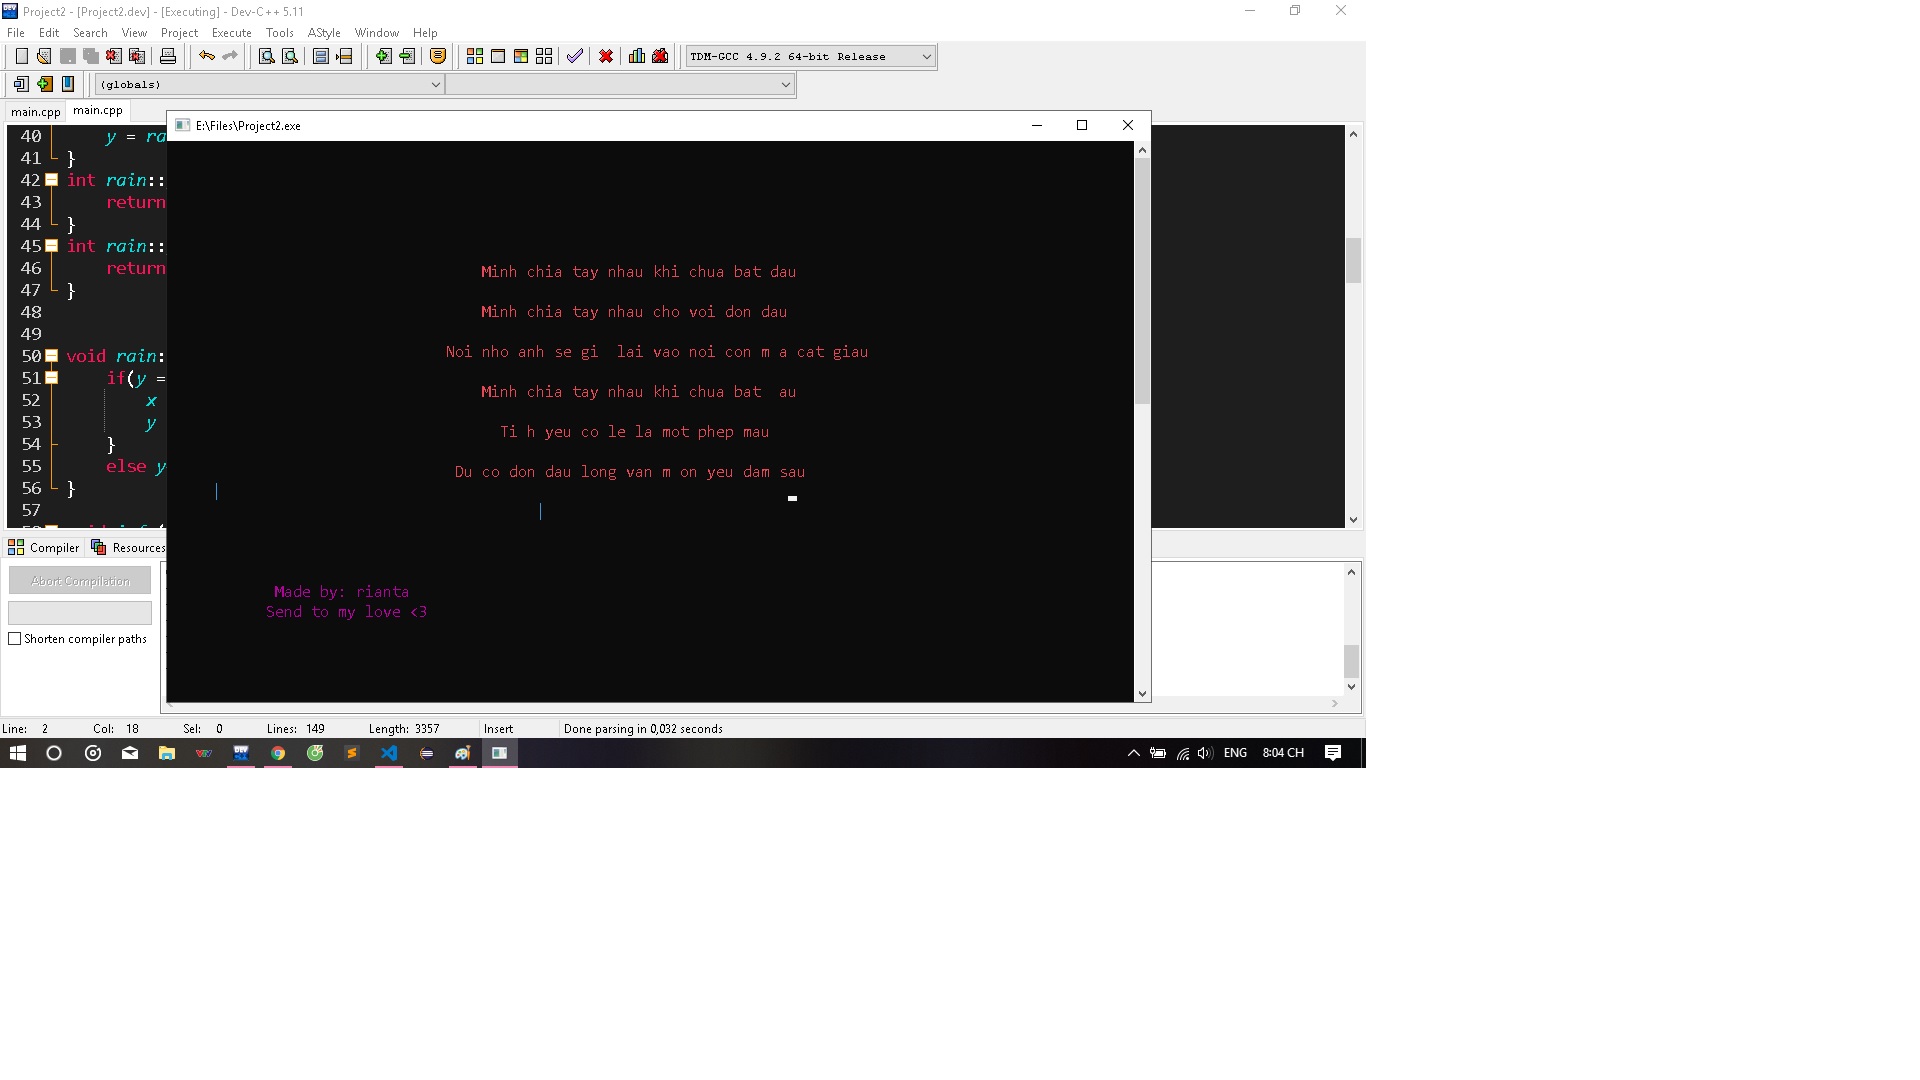 Project2 - [Project2.dev] - [Executing] - Dev-C++ 5.11
File Edit Search View Project Execute Tools AStyle Window Help
TDM-GCC 4.9.2 64-bit Release
(globals)
main.cpp main.cpp
E:\Files\Project2.exe
40 y = ra
41 }
42 int rain::
43 return
44 }
45 int rain::
46 return
47 }
48
49
50 void rain:
51 if(y =
52 x
53 y
54 }
55 else y
56 }
57
Minh chia tay nhau khi chua bat dau
Minh chia tay nhau cho voi don dau
Noi nho anh se gi  lai vao noi con m a cat giau
Minh chia tay nhau khi chua bat  au
Ti h yeu co le la mot phep mau
Du co don dau long van m on yeu dam sau
Made by: rianta
Send to my love <3
Compiler Resources
Abort Compilation
Shorten compiler paths
Line: 2 Col: 18 Sel: 0 Lines: 149 Length: 3357 Insert Done parsing in 0,032 seconds
ENG 8:04 CH